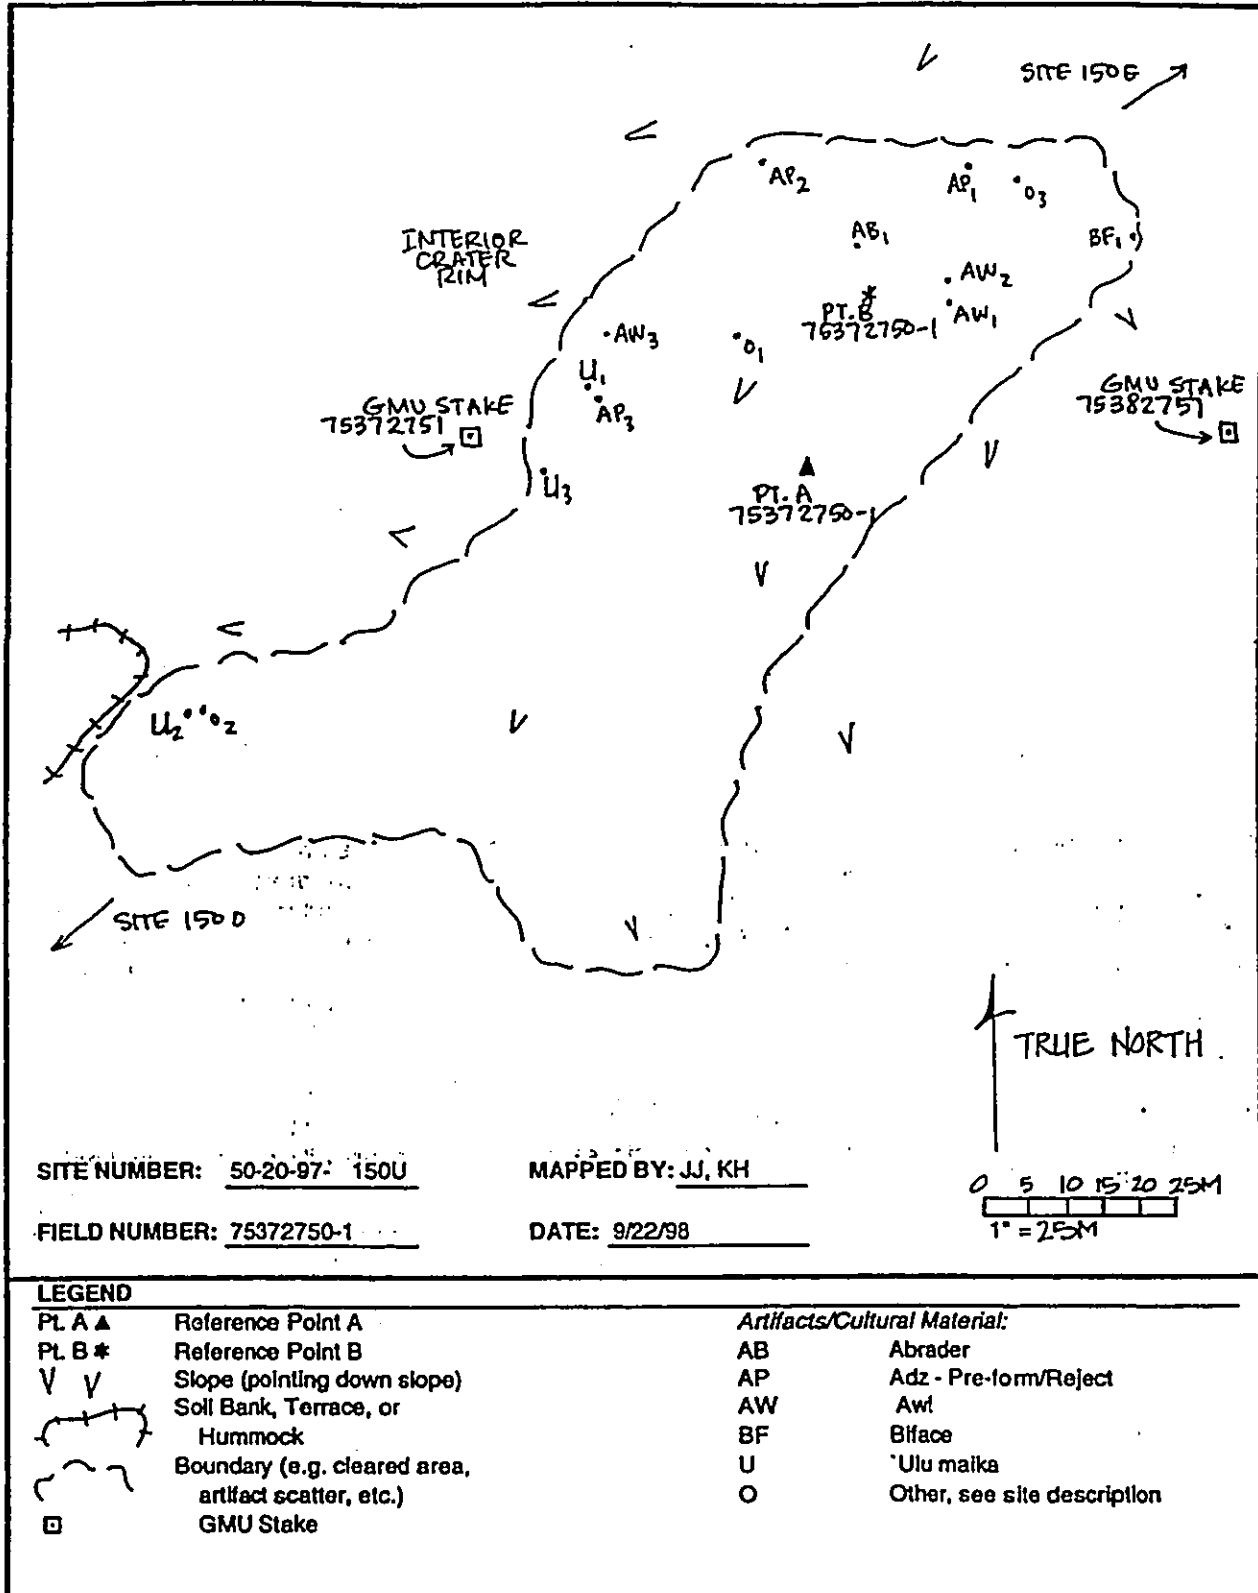 SITE 150E
AP2
AP1
O3
INTERIOR
CRATER
RIM
AB1
BF1
AW2
PT. B
75372750-1
AW1
AW3
O1
U1
AP3
GMU STAKE
75372751
GMU STAKE
75382751
U3
PT. A
75372750-1
U2
O2
SITE 150D
TRUE NORTH
SITE NUMBER: 50-20-97- 150U
MAPPED BY: JJ, KH
0 5 10 15 20 25M
1" = 25M
FIELD NUMBER: 75372750-1
DATE: 9/22/98
LEGEND
Pt. A ▲ Reference Point A
Pt. B * Reference Point B
V V Slope (pointing down slope)
Soil Bank, Terrace, or
Hummock
Boundary (e.g. cleared area,
artifact scatter, etc.)
GMU Stake
Artifacts/Cultural Material:
AB Abrader
AP Adz - Pre-form/Reject
AW Awl
BF Biface
U 'Ulu maika
O Other, see site description